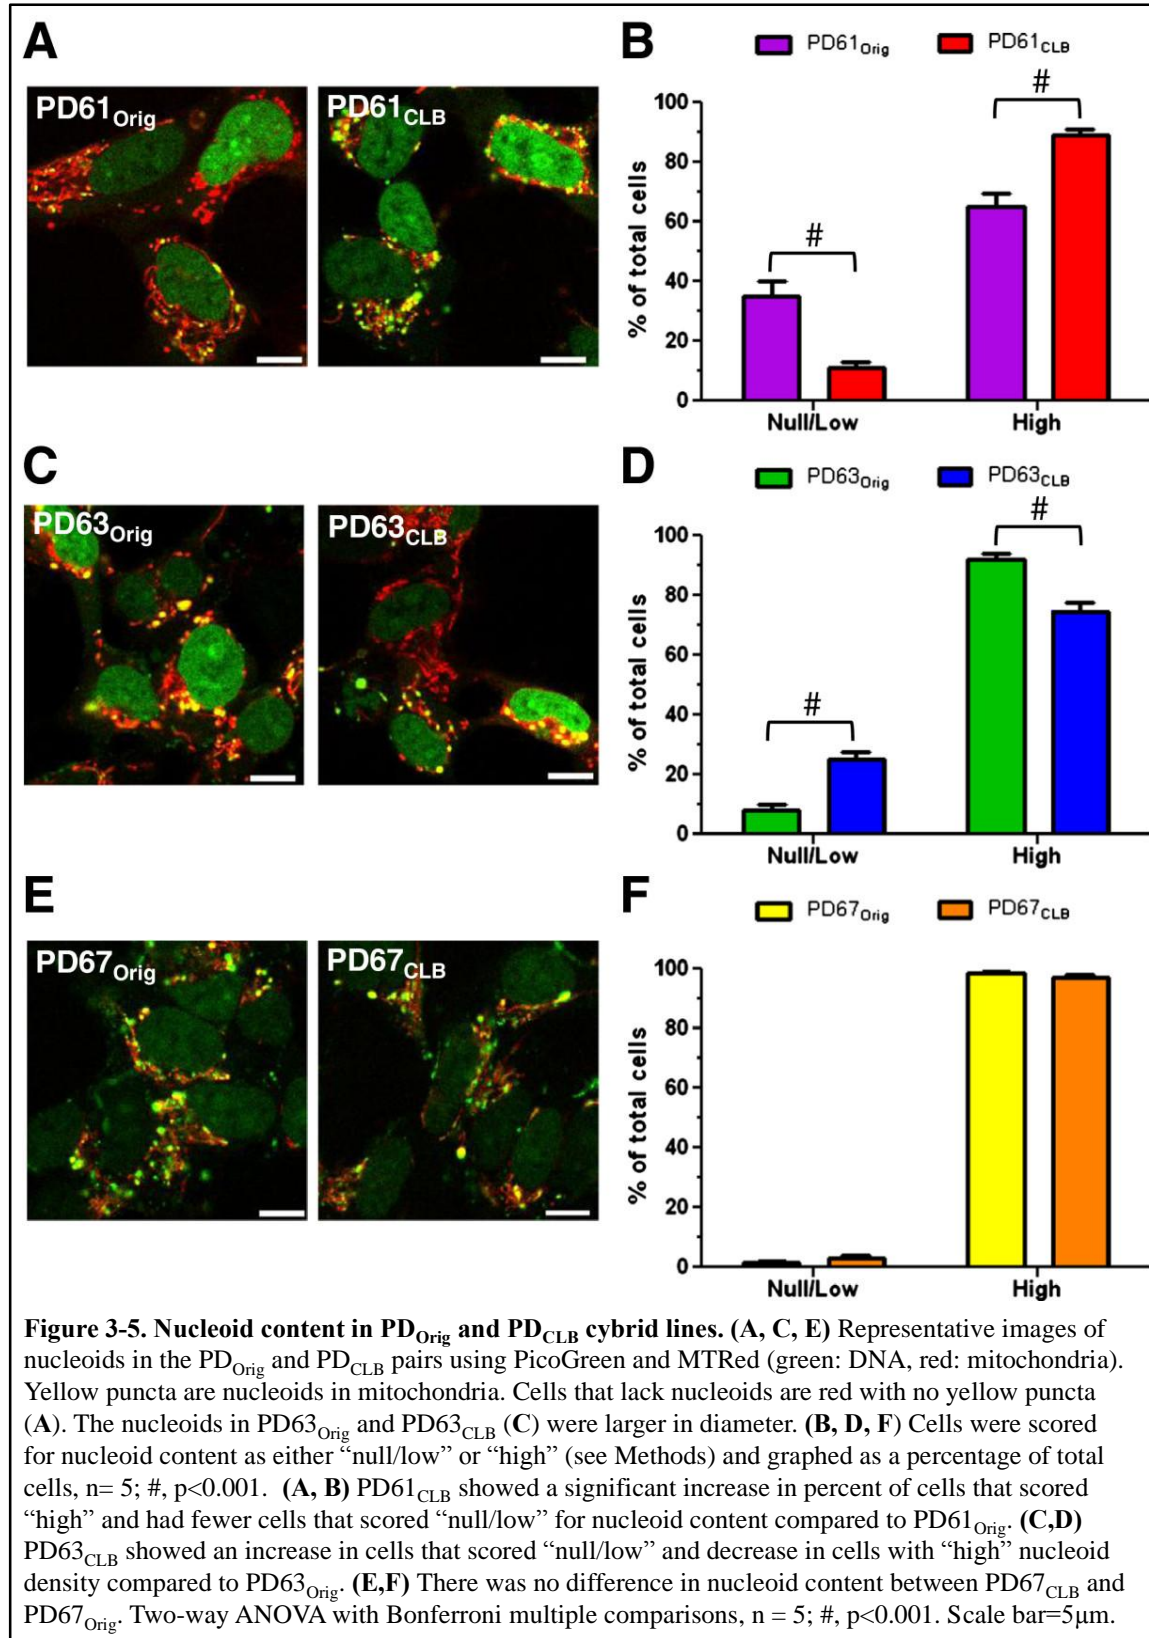 A
PD61Orig
PD61CLB
B
PD61Orig
PD61CLB
#
#
100
80
60
40
20
0
% of total cells
Null/Low
High
C
PD63Orig
PD63CLB
D
PD63Orig
PD63CLB
#
#
100
80
60
40
20
0
% of total cells
Null/Low
High
E
PD67Orig
PD67CLB
F
PD67Orig
PD67CLB
100
80
60
40
20
0
% of total cells
Null/Low
High
Figure 3-5. Nucleoid content in PDOrig and PDCLB cybrid lines. (A, C, E) Representative images of
nucleoids in the PDOrig and PDCLB pairs using PicoGreen and MTRed (green: DNA, red: mitochondria).
Yellow puncta are nucleoids in mitochondria. Cells that lack nucleoids are red with no yellow puncta
(A). The nucleoids in PD63Orig and PD63CLB (C) were larger in diameter. (B, D, F) Cells were scored
for nucleoid content as either “null/low” or “high” (see Methods) and graphed as a percentage of total
cells, n= 5; #, p<0.001. (A, B) PD61CLB showed a significant increase in percent of cells that scored
“high” and had fewer cells that scored “null/low” for nucleoid content compared to PD61Orig. (C,D)
PD63CLB showed an increase in cells that scored “null/low” and decrease in cells with “high” nucleoid
density compared to PD63Orig. (E,F) There was no difference in nucleoid content between PD67CLB and
PD67Orig. Two-way ANOVA with Bonferroni multiple comparisons, n = 5; #, p<0.001. Scale bar=5μm.